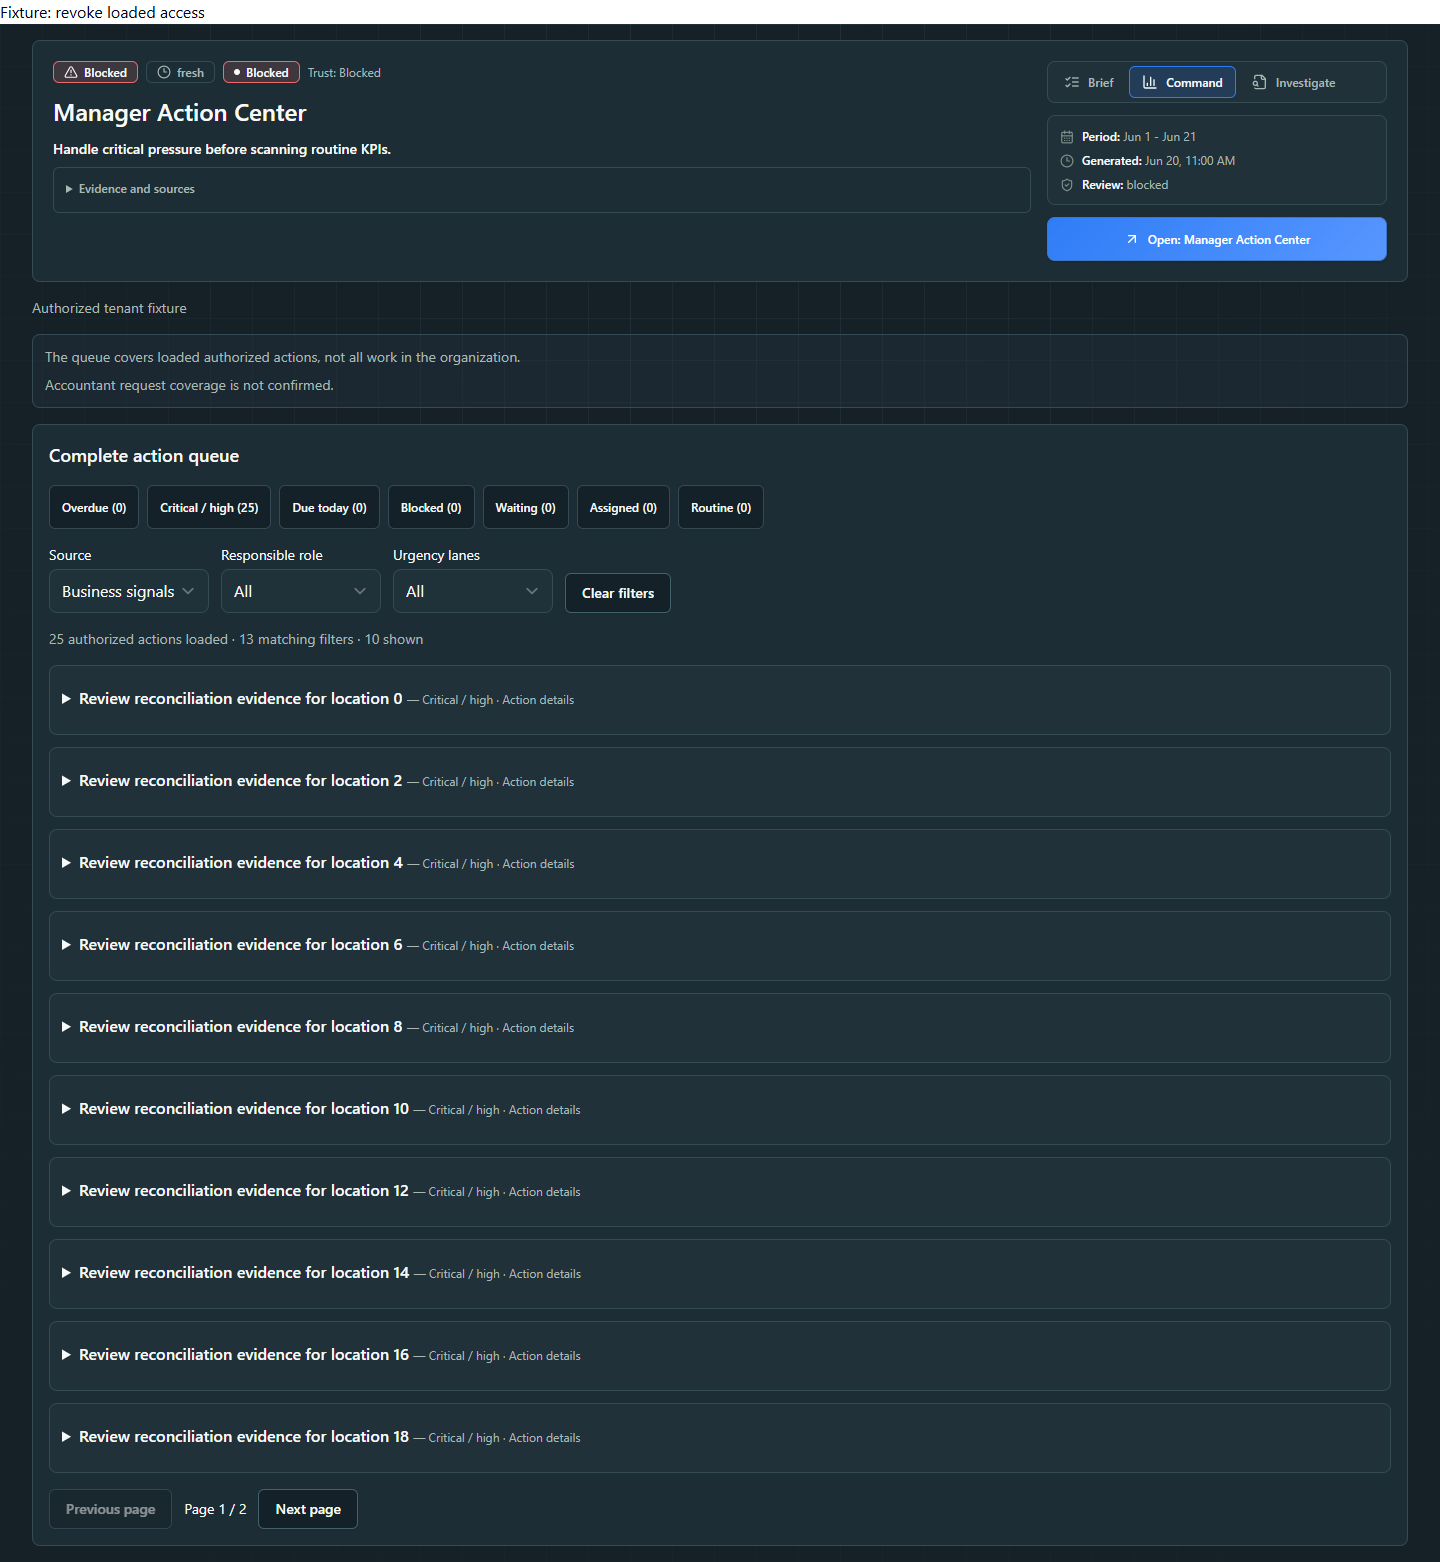 Fixture: revoke loaded access
Blocked fresh Blocked Trust: Blocked
Manager Action Center
Handle critical pressure before scanning routine KPIs.
Evidence and sources
Brief Command Investigate
Period: Jun 1 - Jun 21
Generated: Jun 20, 11:00 AM
Review: blocked
Open: Manager Action Center
Authorized tenant fixture
The queue covers loaded authorized actions, not all work in the organization.
Accountant request coverage is not confirmed.
Complete action queue
Overdue (0) Critical / high (25) Due today (0) Blocked (0) Waiting (0) Assigned (0) Routine (0)
Source Responsible role Urgency lanes
Business signals All All Clear filters
25 authorized actions loaded · 13 matching filters · 10 shown
Review reconciliation evidence for location 0 — Critical / high · Action details
Review reconciliation evidence for location 2 — Critical / high · Action details
Review reconciliation evidence for location 4 — Critical / high · Action details
Review reconciliation evidence for location 6 — Critical / high · Action details
Review reconciliation evidence for location 8 — Critical / high · Action details
Review reconciliation evidence for location 10 — Critical / high · Action details
Review reconciliation evidence for location 12 — Critical / high · Action details
Review reconciliation evidence for location 14 — Critical / high · Action details
Review reconciliation evidence for location 16 — Critical / high · Action details
Review reconciliation evidence for location 18 — Critical / high · Action details
Previous page Page 1 / 2 Next page